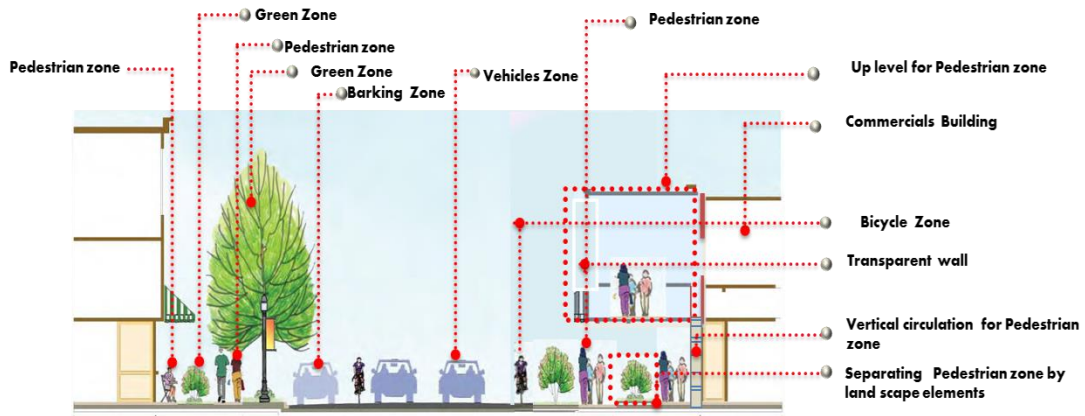 Green Zone
Pedestrian zone
Pedestrian zone
Pedestrian zone
Green Zone
Vehicles Zone
Up level for Pedestrian zone
Barking Zone
Commercials Building
Bicycle Zone
Transparent wall
Vertical circulation for Pedestrian
zone
Separating Pedestrian zone by
land scape elements